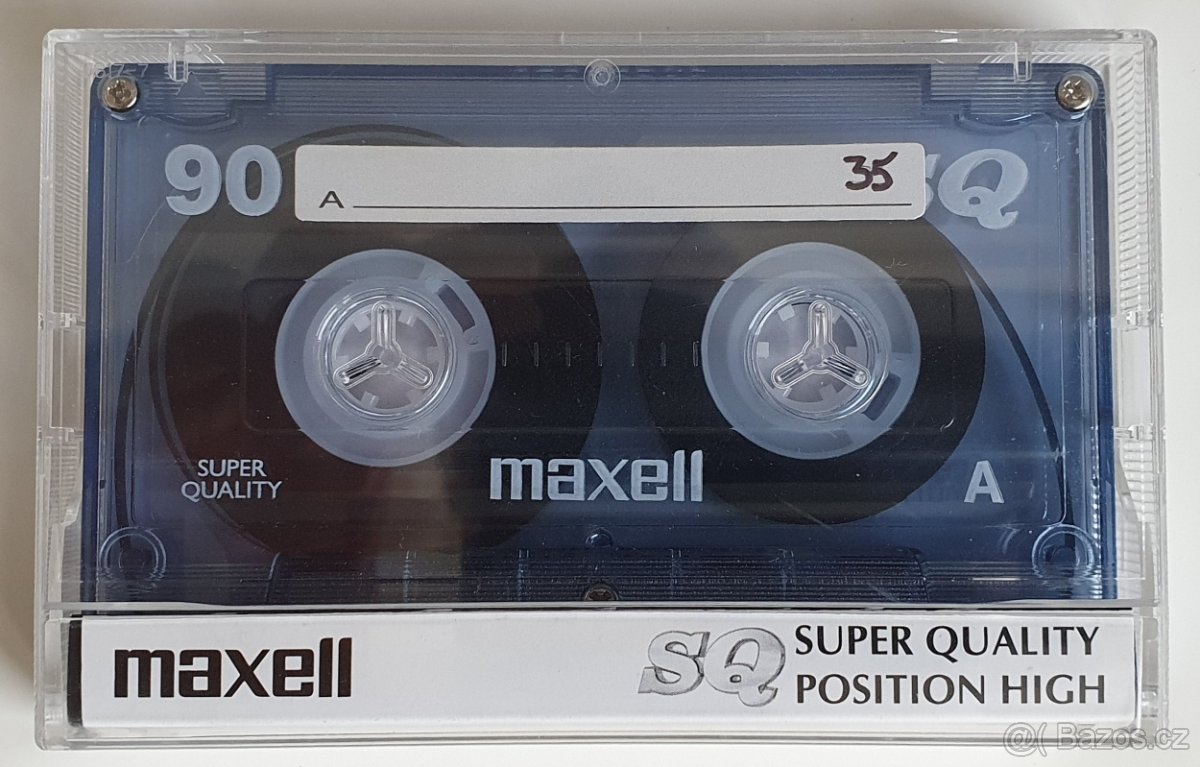 90
A
35
SQ
SUPER
QUALITY
maxell
A
maxell
SQ
SUPER QUALITY
POSITION HIGH
@( Bazos.cz